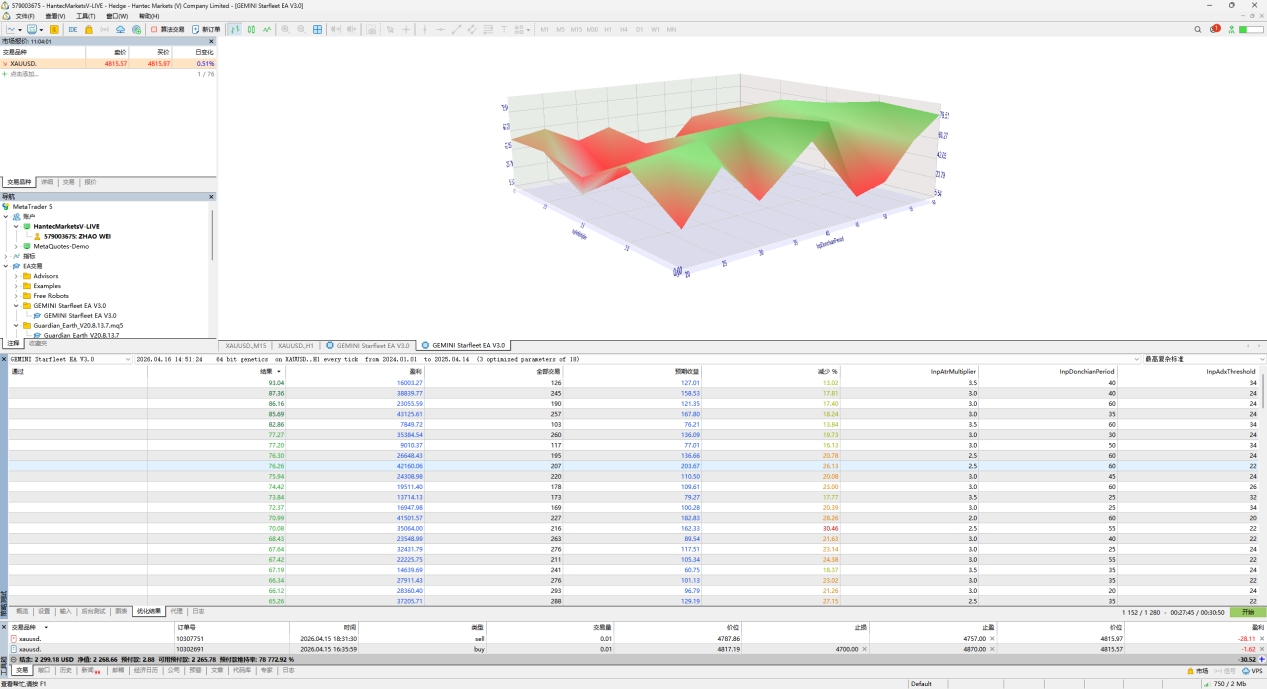 579003675 - HantecMarketsV-LIVE - Hedge - Hantec Markets (V) Company Limited - [GEMINI Starfleet EA V3.0]
文件(F) 查看(V) 工具(T) 窗口(W) 帮助(H)
IDE 算法交易 新订单 M1 M5 M15 M30 H1 H4 D1 W1 MN
市场报价: 11:04:01
交易品种 卖价 买价 日变化
XAUUSD. 4815.57 4815.97 0.51%
点击添加... 1 / 76
交易品种 详细 交易 报价
导航
MetaTrader 5
账户
HantecMarketsV-LIVE
579003675: ZHAO WEI
MetaQuotes-Demo
指标
EA交易
Advisors
Examples
Free Robots
GEMINI Starfleet EA V3.0
GEMINI Starfleet EA V3.0
Guardian_Earth_V20.8.13.7.mq5
Guardian Earth V20.8.13.7
注释 收藏夹
InpDonchianPeriod
XAUUSD.,M15 XAUUSD.,H1 GEMINI Starfleet EA V3.0 GEMINI Starfleet EA V3.0
GEMINI Starfleet EA V3.0 2026.04.16 14:51:24 64 bit genetics on XAUUSD.,H1 every tick from 2024.01.01 to 2025.04.14 (3 optimized parameters of 18) 最高复杂标准
通过 结果 盈利 全部交易 预期收益 减少 % InpAtrMultiplier InpDonchianPeriod InpAdxThreshold
93.04 16003.27 126 127.01 13.02 3.5 40 34
87.36 38839.77 245 158.53 17.81 3.0 40 24
86.16 23055.59 190 121.35 17.40 3.0 60 24
85.69 43125.61 257 167.80 18.24 3.0 35 24
82.86 7849.72 103 76.21 13.84 3.5 60 34
77.27 35384.54 260 136.09 19.73 3.0 30 24
77.20 9010.37 117 77.01 16.13 3.0 50 34
76.30 26648.43 195 136.66 20.78 2.5 60 24
76.26 42160.06 207 203.67 26.13 2.5 60 22
75.94 24308.98 220 110.50 20.08 3.0 45 24
74.42 19511.40 178 109.61 23.00 3.0 60 26
73.84 13714.13 173 79.27 17.77 3.5 25 32
72.37 16947.98 169 100.28 20.39 3.0 25 34
70.99 41501.57 227 182.83 28.26 2.0 60 20
70.08 35064.00 216 162.33 30.46 2.5 55 22
68.43 23548.99 263 89.54 21.63 3.0 40 22
67.64 32431.79 276 117.51 23.14 3.0 25 24
67.42 22225.75 211 105.34 24.38 2.5 55 24
67.19 14639.69 241 60.75 18.37 3.5 35 24
66.34 27911.43 276 101.13 23.02 3.0 35 22
66.12 28360.40 293 96.79 21.26 3.0 40 22
65.26 37205.71 288 129.19 27.15 2.5 35 22
概览 设置 输入 后台测试 图表 优化结果 代理 日志 1 152 / 1 280 - 00:27:45 / 00:30:50 开始
交易品种 订单号 时间 类型 交易量 价位 止损 止盈 价位 盈利
xauusd. 10307751 2026.04.15 18:31:30 sell 0.01 4787.86 4757.00 4815.97 -28.11
xauusd. 10302691 2026.04.15 16:35:59 buy 0.01 4817.19 4700.00 4870.00 4815.57 -1.62
结余: 2 299.18 USD 净值: 2 268.66 预付款: 2.88 可用预付款: 2 265.78 预付款维持率: 78 772.92 % -30.52
交易 敞口 历史 新闻 邮箱 经济日历 公司 预警 文章 代码库 专家 日志 市场 信号 VPS
查看帮忙,请按 F1 Default 750 / 2 Mb